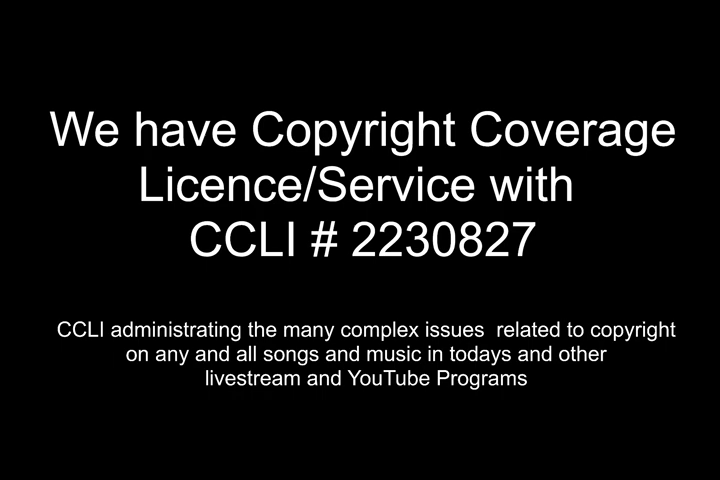 We have Copyright Coverage
Licence/Service with
CCLI # 2230827
CCLI administrating the many complex issues  related to copyright
on any and all songs and music in todays and other
livestream and YouTube Programs